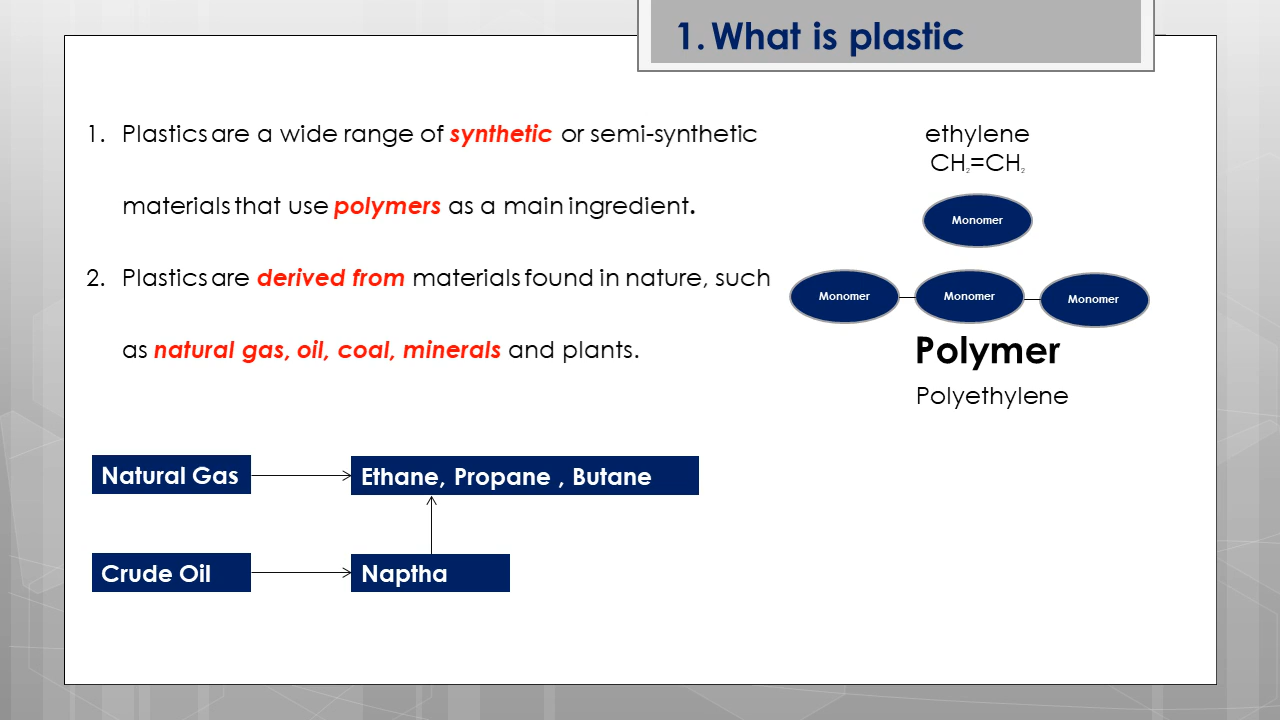 1. What is plastic
1. Plastics are a wide range of synthetic or semi-synthetic
materials that use polymers as a main ingredient.
2. Plastics are derived from materials found in nature, such
as natural gas, oil, coal, minerals and plants.
ethylene
CH₂=CH₂
Monomer
Monomer Monomer Monomer
Polymer
Polyethylene
Natural Gas
Ethane, Propane , Butane
Crude Oil
Naptha